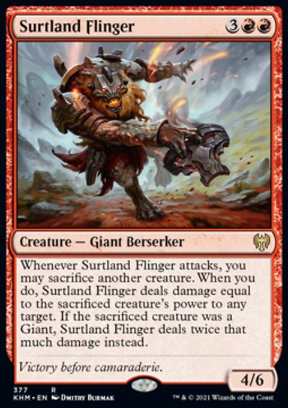 Surtland Flinger 3
Creature — Giant Berserker
Whenever Surtland Flinger attacks, you
may sacrifice another creature. When you
do, Surtland Flinger deals damage equal
to the sacrificed creature's power to any
target. If the sacrificed creature was a
Giant, Surtland Flinger deals twice that
much damage instead.
Victory before camaraderie.
4/6
377 R
KHM • EN Dmitry Burmak
™ & © 2021 Wizards of the Coast